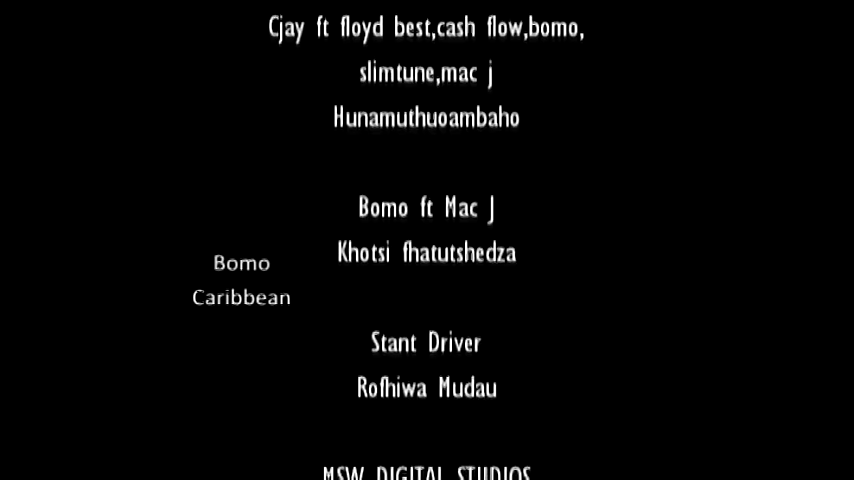 Cjay ft floyd best,cash flow,bomo,
slimtune,mac j
Hunamuthuoambaho
Bomo ft Mac J
Khotsi fhatutshedza
Bomo
Caribbean
Stant Driver
Rofhiwa Mudau
MSW DIGITAL STUDIOS